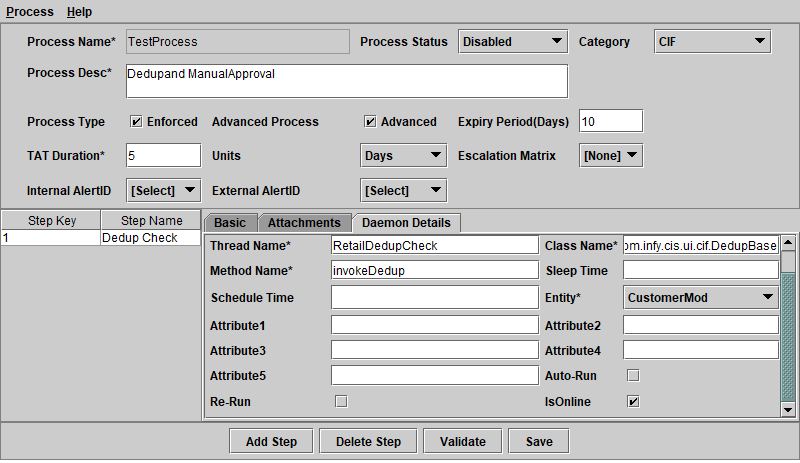 Process Help
Process Name* TestProcess Process Status Disabled Category CIF
Process Desc* Dedupand ManualApproval
Process Type Enforced Advanced Process Advanced Expiry Period(Days) 10
TAT Duration* 5 Units Days Escalation Matrix [None]
Internal AlertID [Select] External AlertID [Select]
Step Key Step Name Basic Attachments Daemon Details
1 Dedup Check
Thread Name* RetailDedupCheck Class Name* om.infy.cis.ui.cif.DedupBase
Method Name* invokeDedup Sleep Time
Schedule Time Entity* CustomerMod
Attribute1 Attribute2
Attribute3 Attribute4
Attribute5 Auto-Run
Re-Run IsOnline
Add Step Delete Step Validate Save